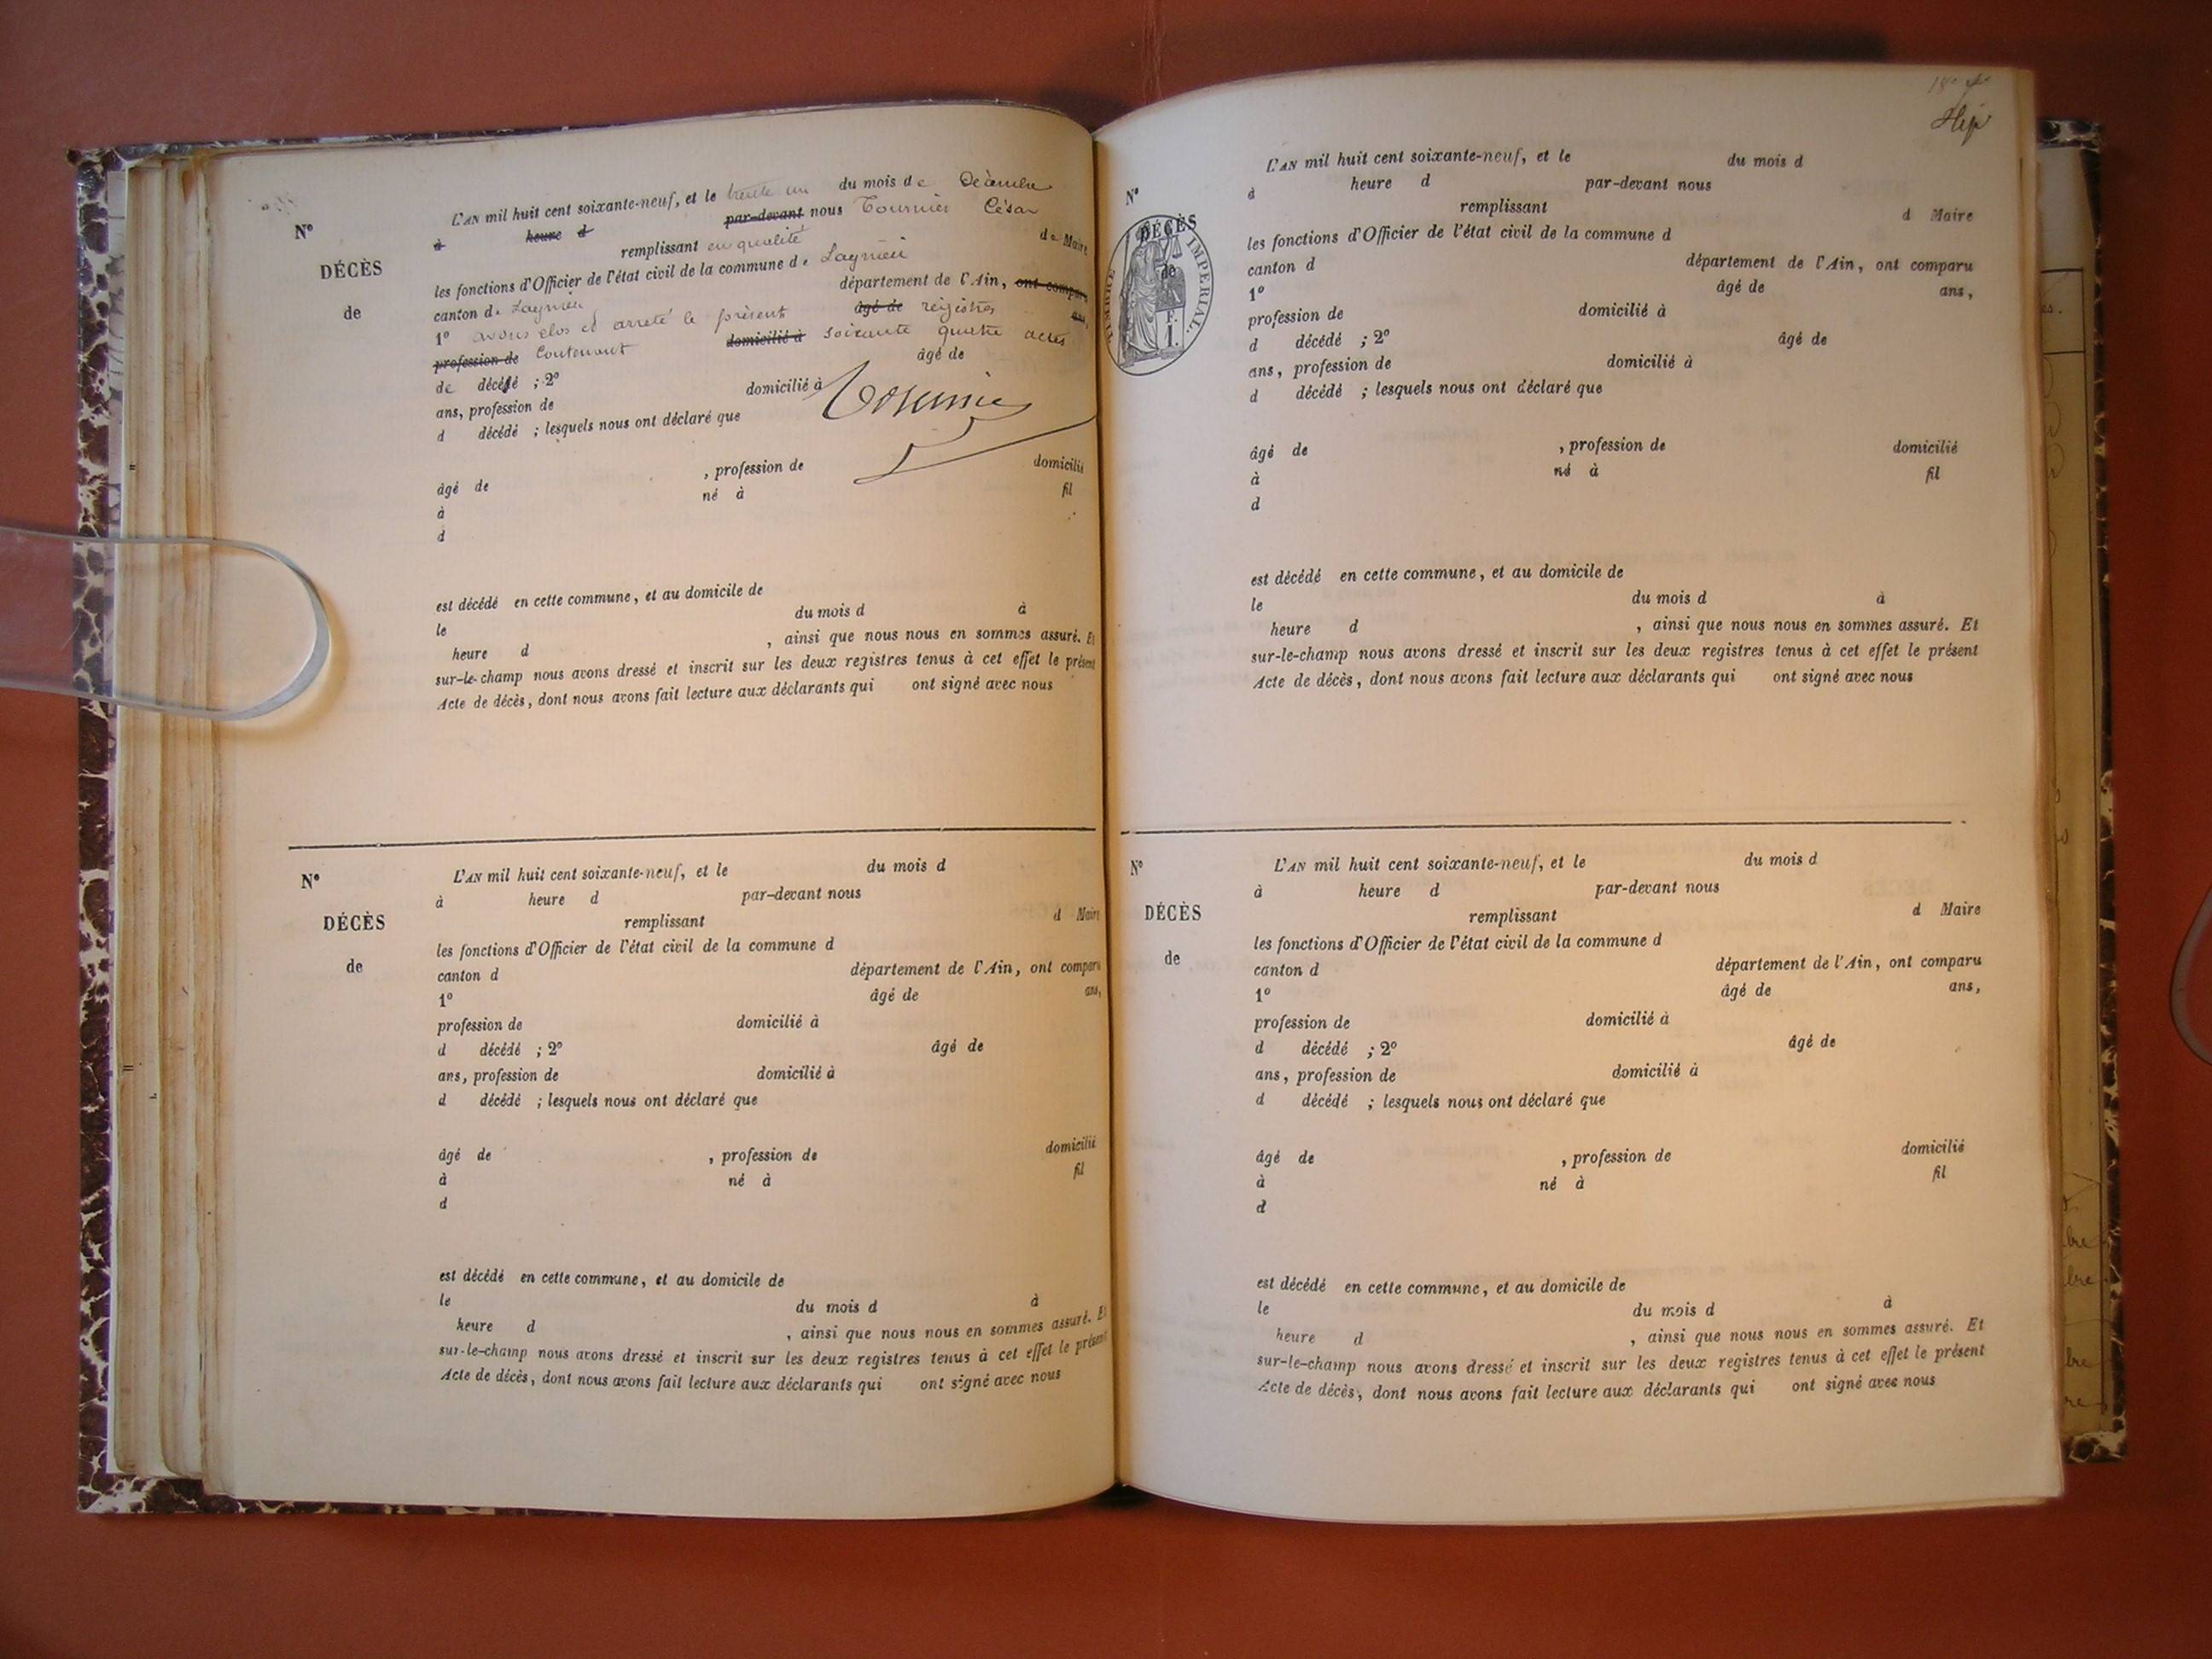 N°
DÉCÈS
de
L'AN mil huit cent soixante-neuf, et le trente un du mois de Décembre
à heure d par-devant nous Tournier César
remplissant en qualité de Maire
les fonctions d'Officier de l'état civil de la commune de Lagnieu
canton de Lagnieu département de l'Ain, ont comparu
1° avons clos et arreté le présent âgé de régistres ans,
profession de Contenant domicilié à soixante quatre actes
de décédé ; 2° âgé de
ans, profession de domicilié à
d décédé ; lesquels nous ont déclaré que
Tournier
âgé de , profession de domicilié
à né à fil
d
est décédé en cette commune, et au domicile de
le du mois d à
heure d , ainsi que nous nous en sommes assuré. Et
sur-le-champ nous avons dressé et inscrit sur les deux registres tenus à cet effet le présent
Acte de décès, dont nous avons fait lecture aux déclarants qui ont signé avec nous
N°
DÉCÈS
de
L'AN mil huit cent soixante-neuf, et le du mois d
à heure d par-devant nous
remplissant d Maire
les fonctions d'Officier de l'état civil de la commune d
canton d département de l'Ain, ont comparu
1° âgé de ans,
profession de domicilié à
d décédé ; 2° âgé de
ans, profession de domicilié à
d décédé ; lesquels nous ont déclaré que
âgé de , profession de domicilié
à né à fil
d
est décédé en cette commune, et au domicile de
le du mois d à
heure d , ainsi que nous nous en sommes assuré. Et
sur-le-champ nous avons dressé et inscrit sur les deux registres tenus à cet effet le présent
Acte de décès, dont nous avons fait lecture aux déclarants qui ont signé avec nous
N°
DÉCÈS
de
TIMBRE IMPÉRIAL.
F.
1.
L'AN mil huit cent soixante-neuf, et le du mois d
à heure d par-devant nous
remplissant d Maire
les fonctions d'Officier de l'état civil de la commune d
canton d département de l'Ain, ont comparu
1° âgé de ans,
profession de domicilié à
d décédé ; 2° âgé de
ans, profession de domicilié à
d décédé ; lesquels nous ont déclaré que
âgé de , profession de domicilié
à né à fil
d
est décédé en cette commune, et au domicile de
le du mois d à
heure d , ainsi que nous nous en sommes assuré. Et
sur-le-champ nous avons dressé et inscrit sur les deux registres tenus à cet effet le présent
Acte de décès, dont nous avons fait lecture aux déclarants qui ont signé avec nous
N°
DÉCÈS
de
L'AN mil huit cent soixante-neuf, et le du mois d
à heure d par-devant nous
remplissant d Maire
les fonctions d'Officier de l'état civil de la commune d
canton d département de l'Ain, ont comparu
1° âgé de ans,
profession de domicilié à
d décédé ; 2° âgé de
ans, profession de domicilié à
d décédé ; lesquels nous ont déclaré que
âgé de , profession de domicilié
à né à fil
d
est décédé en cette commune, et au domicile de
le du mois d à
heure d , ainsi que nous nous en sommes assuré. Et
sur-le-champ nous avons dressé et inscrit sur les deux registres tenus à cet effet le présent
Acte de décès, dont nous avons fait lecture aux déclarants qui ont signé avec nous